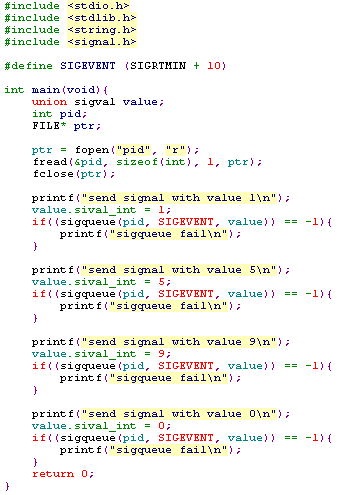 #include <stdio.h>
#include <stdlib.h>
#include <string.h>
#include <signal.h>

#define SIGEVENT (SIGRTMIN + 10)

int main(void){
    union sigval value;
    int pid;
    FILE* ptr;

    ptr = fopen("pid", "r");
    fread(&pid, sizeof(int), 1, ptr);
    fclose(ptr);

    printf("send signal with value 1\n");
    value.sival_int = 1;
    if((sigqueue(pid, SIGEVENT, value)) == -1){
        printf("sigqueue fail\n");
    }

    printf("send signal with value 5\n");
    value.sival_int = 5;
    if((sigqueue(pid, SIGEVENT, value)) == -1){
        printf("sigqueue fail\n");
    }

    printf("send signal with value 9\n");
    value.sival_int = 9;
    if((sigqueue(pid, SIGEVENT, value)) == -1){
        printf("sigqueue fail\n");
    }

    printf("send signal with value 0\n");
    value.sival_int = 0;
    if((sigqueue(pid, SIGEVENT, value)) == -1){
        printf("sigqueue fail\n");
    }
    return 0;
}